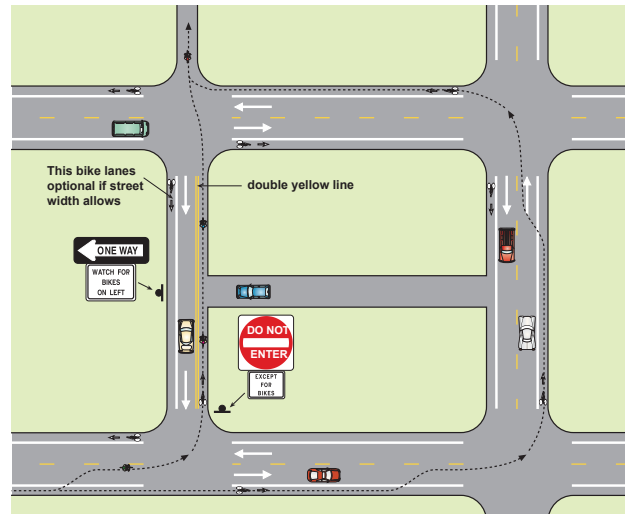 This bike lanes
optional if street
width allows
double yellow line
ONE WAY
WATCH FOR
BIKES
ON LEFT
DO NOT
ENTER
EXCEPT
FOR
BIKES